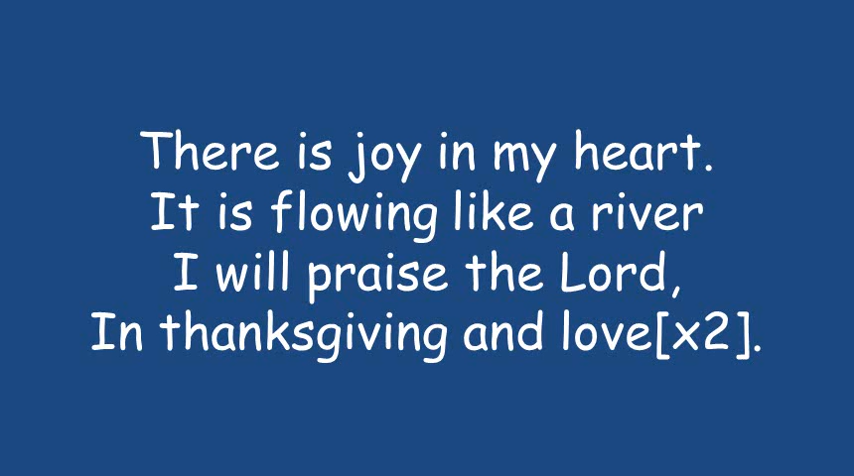 There is joy in my heart.
It is flowing like a river
I will praise the Lord,
In thanksgiving and love[x2].